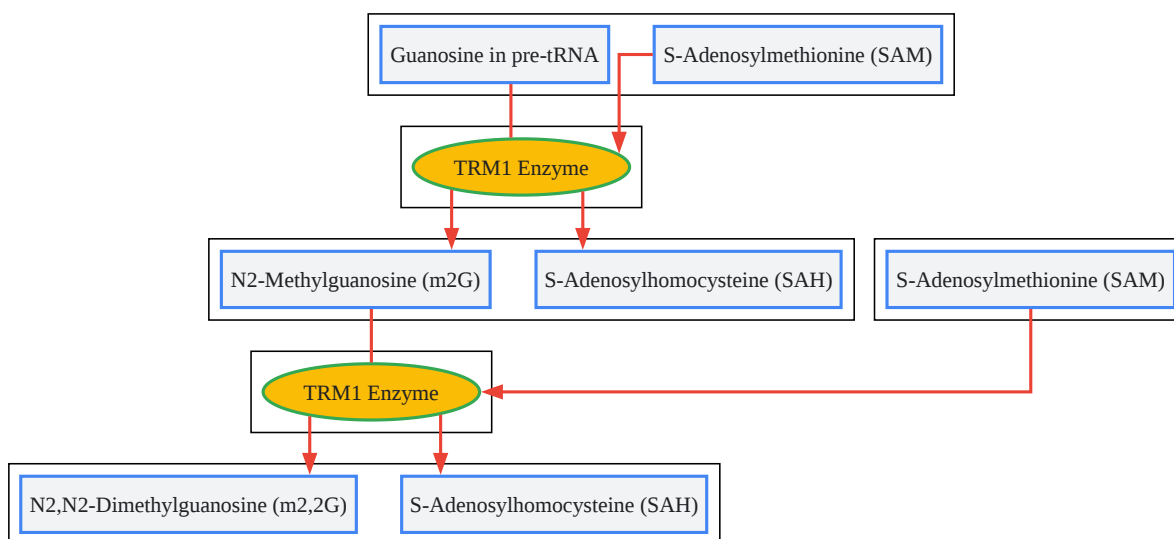 Guanosine in pre-tRNA
S-Adenosylmethionine (SAM)
TRM1 Enzyme
N2-Methylguanosine (m2G)
S-Adenosylhomocysteine (SAH)
S-Adenosylmethionine (SAM)
TRM1 Enzyme
N2,N2-Dimethylguanosine (m2,2G)
S-Adenosylhomocysteine (SAH)